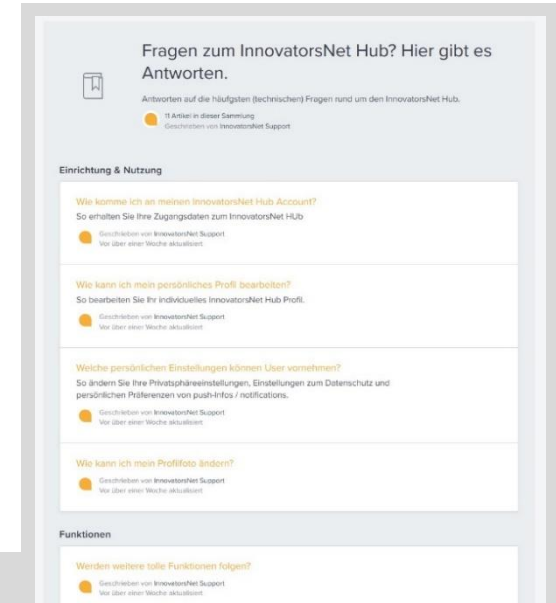 Fragen zum InnovatorsNet Hub? Hier gibt es
Antworten.
Antworten auf die häufigsten (technischen) Fragen rund um den InnovatorsNet Hub.
11 Artikel in dieser Sammlung
Geschrieben von InnovatorsNet Support
Einrichtung & Nutzung
Wie komme ich an meinen InnovatorsNet Hub Account?
So erhalten Sie Ihre Zugangsdaten zum InnovatorsNet HUb
Geschrieben von InnovatorsNet Support
Vor über einer Woche aktualisiert
Wie kann ich mein persönliches Profil bearbeiten?
So bearbeiten Sie Ihr individuelles InnovatorsNet Hub Profil.
Geschrieben von InnovatorsNet Support
Vor über einer Woche aktualisiert
Welche persönlichen Einstellungen können User vornehmen?
So ändern Sie Ihre Privatsphäreeinstellungen, Einstellungen zum Datenschutz und
persönlichen Präferenzen von push-Infos / notifications.
Geschrieben von InnovatorsNet Support
Vor über einer Woche aktualisiert
Wie kann ich mein Profilfoto ändern?
Geschrieben von InnovatorsNet Support
Vor über einer Woche aktualisiert
Funktionen
Werden weitere tolle Funktionen folgen?
Geschrieben von InnovatorsNet Support
Vor über einer Woche aktualisiert